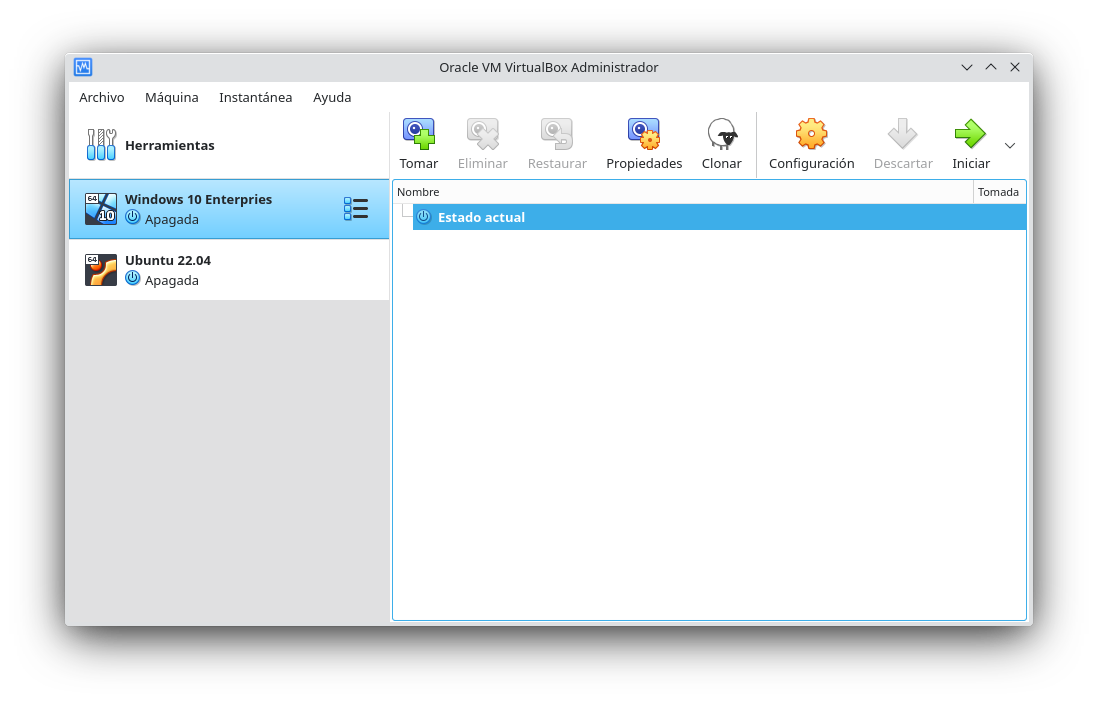 Oracle VM VirtualBox Administrador
Archivo Máquina Instantánea Ayuda
Herramientas
Tomar Eliminar Restaurar Propiedades Clonar Configuración Descartar Iniciar
64
10
Windows 10 Enterpries
Apagada
64
Ubuntu 22.04
Apagada
Nombre Tomada
Estado actual